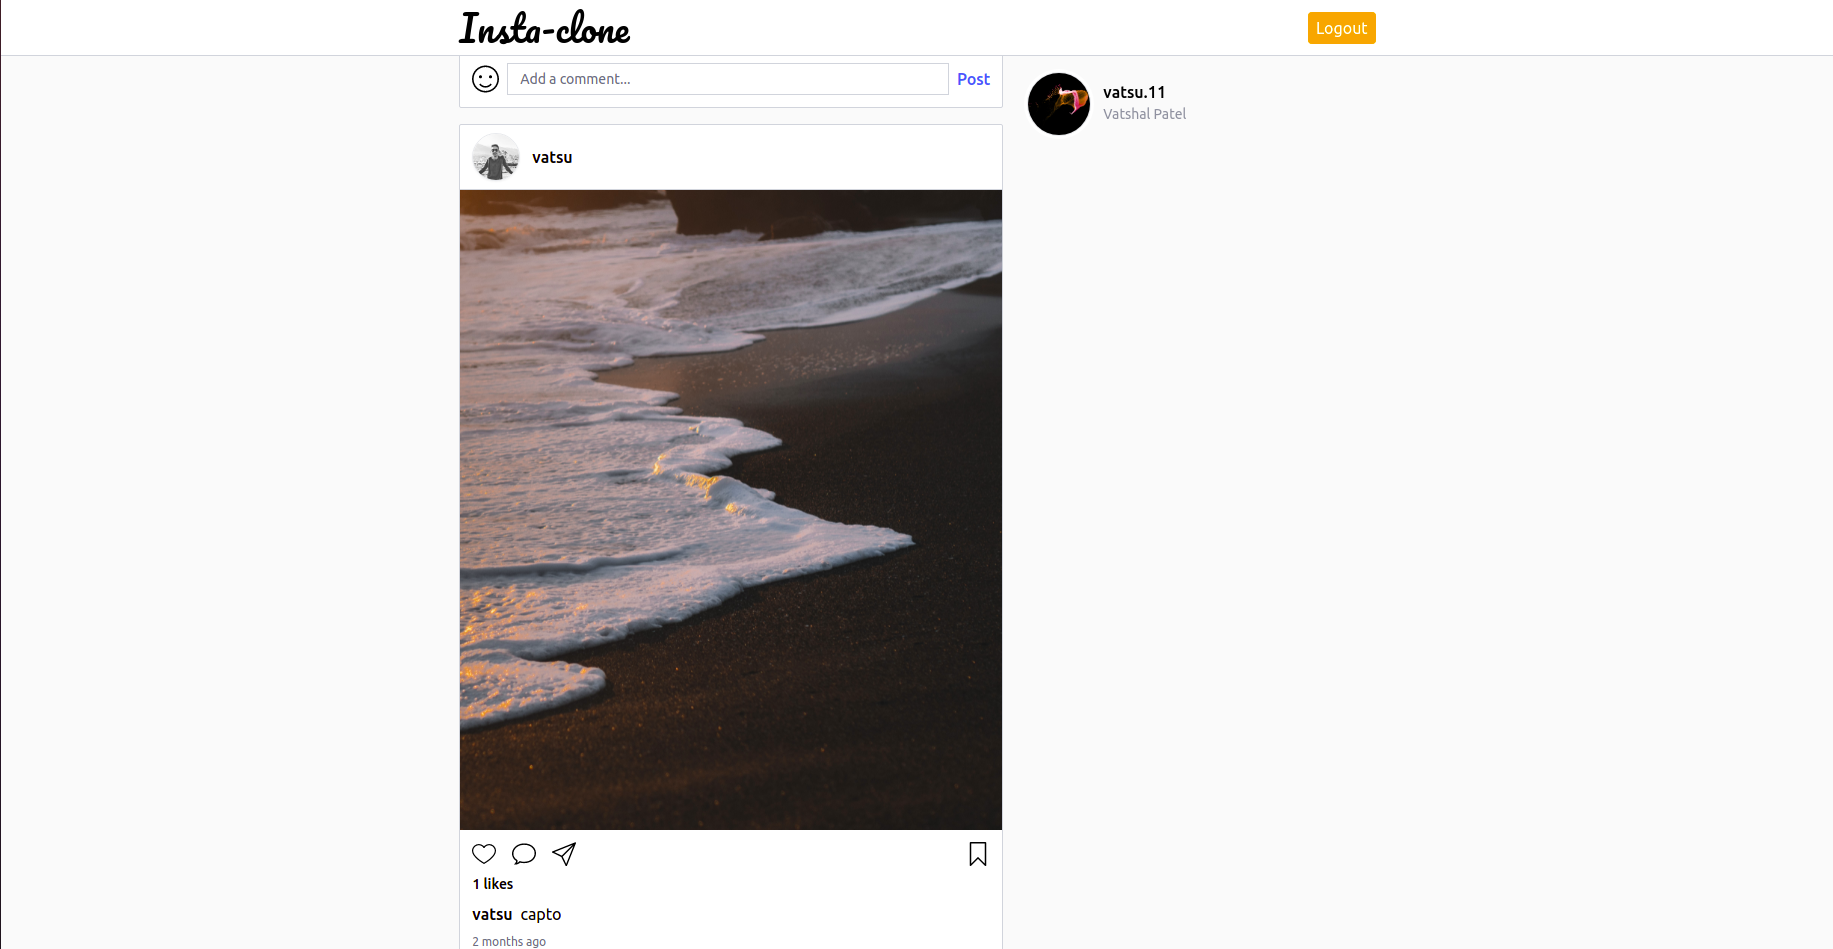 Insta-clone
Logout
Add a comment...
Post
vatsu.11
Vatshal Patel
vatsu
1 likes
vatsu capto
2 months ago